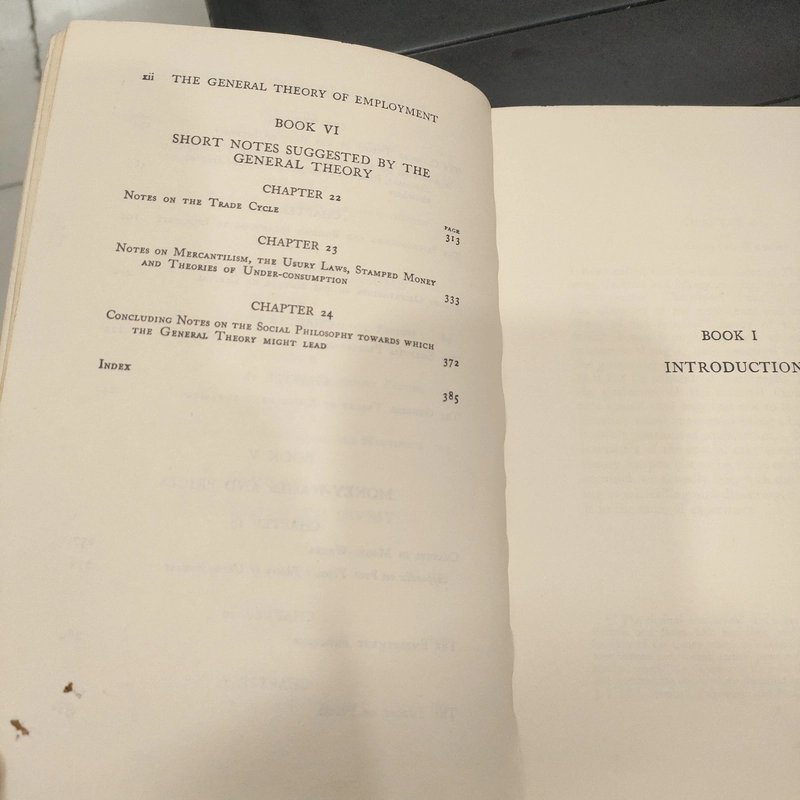 xii THE GENERAL THEORY OF EMPLOYMENT
BOOK VI
SHORT NOTES SUGGESTED BY THE
GENERAL THEORY
CHAPTER 22
PAGE
NOTES ON THE TRADE CYCLE 313
CHAPTER 23
NOTES ON MERCANTILISM, THE USURY LAWS, STAMPED MONEY
AND THEORIES OF UNDER-CONSUMPTION 333
CHAPTER 24
CONCLUDING NOTES ON THE SOCIAL PHILOSOPHY TOWARDS WHICH
THE GENERAL THEORY MIGHT LEAD 372
INDEX 385
BOOK I
INTRODUCTION